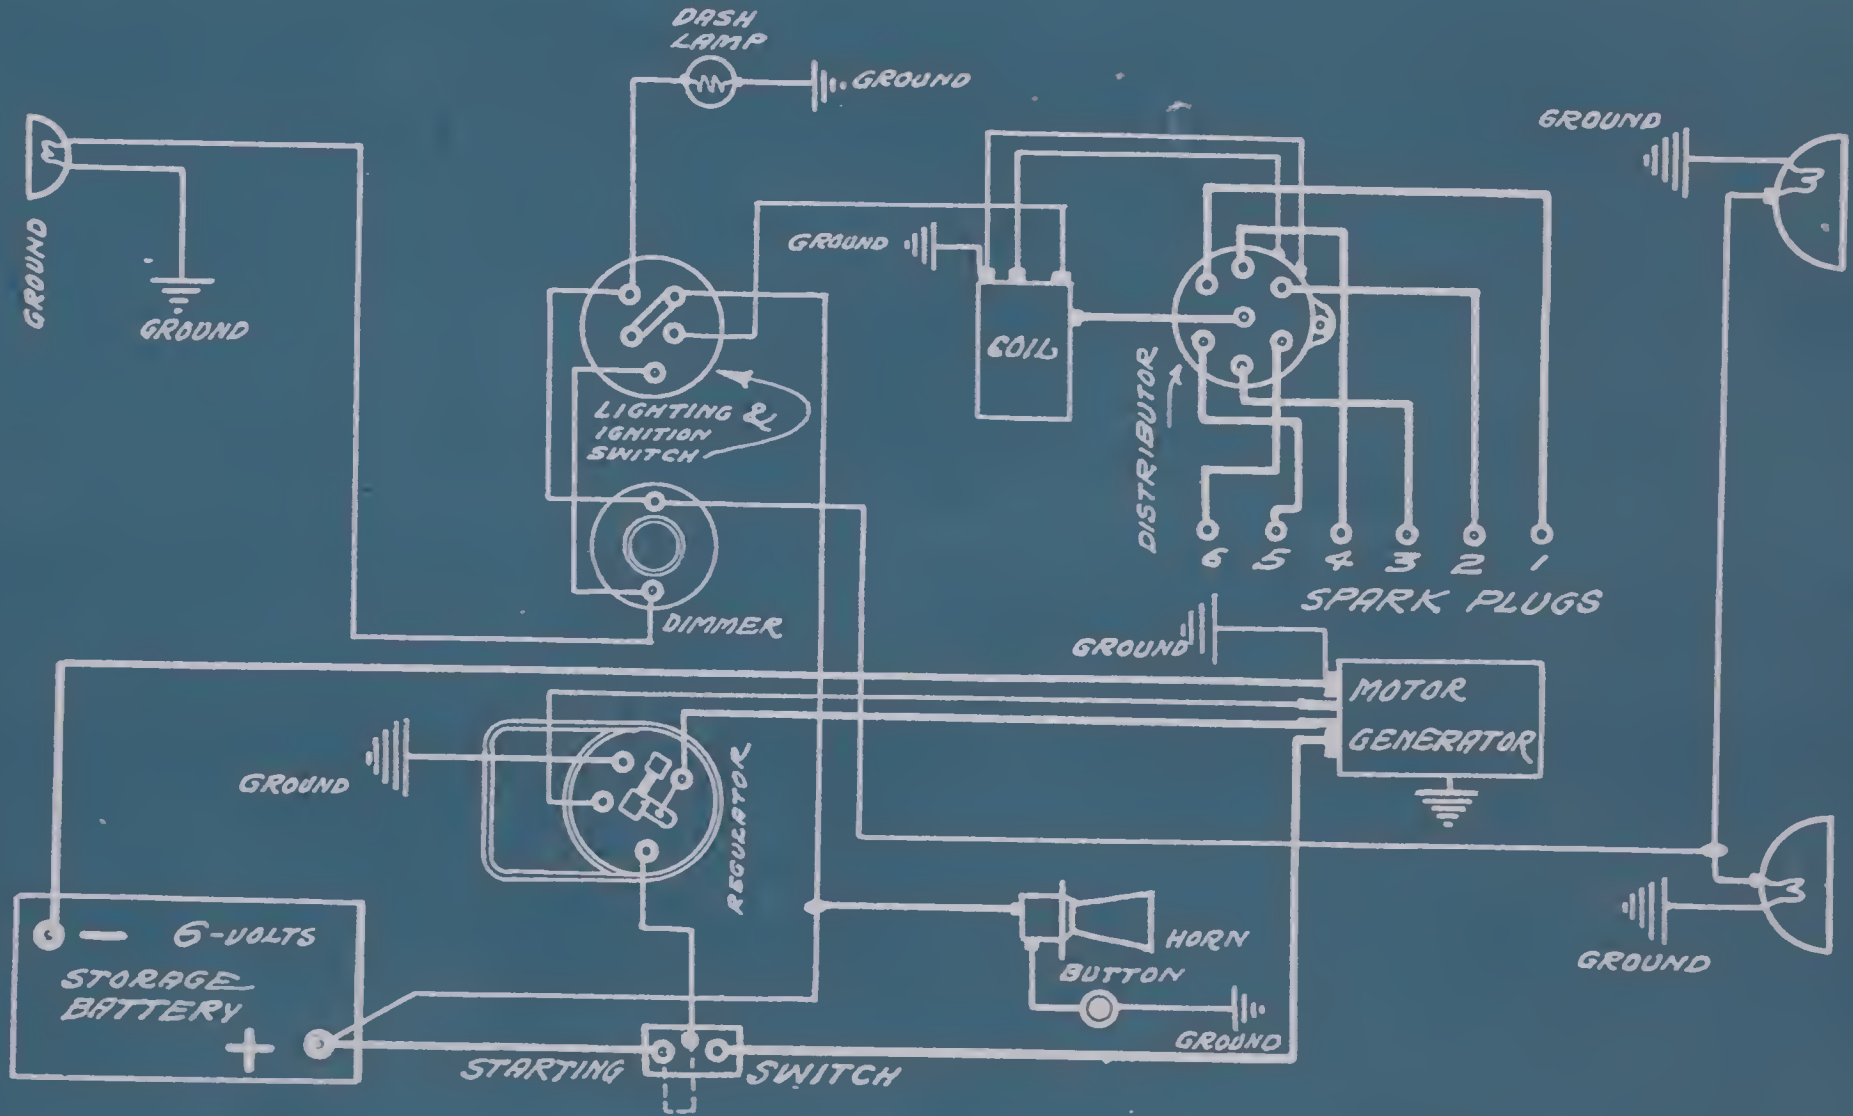 DASH
LAMP
GROUND
GROUND
GROUND
GROUND
GROUND
GROUND
COIL
LIGHTING &
IGNITION
SWITCH
DISTRIBUTOR
6 5 4 3 2 1
SPARK PLUGS
DIMMER
GROUND
MOTOR
GENERATOR
GROUND
REGULATOR
HORN
BUTTON
GROUND
GROUND
- 6-VOLTS
STORAGE
BATTERY
+
STARTING SWITCH